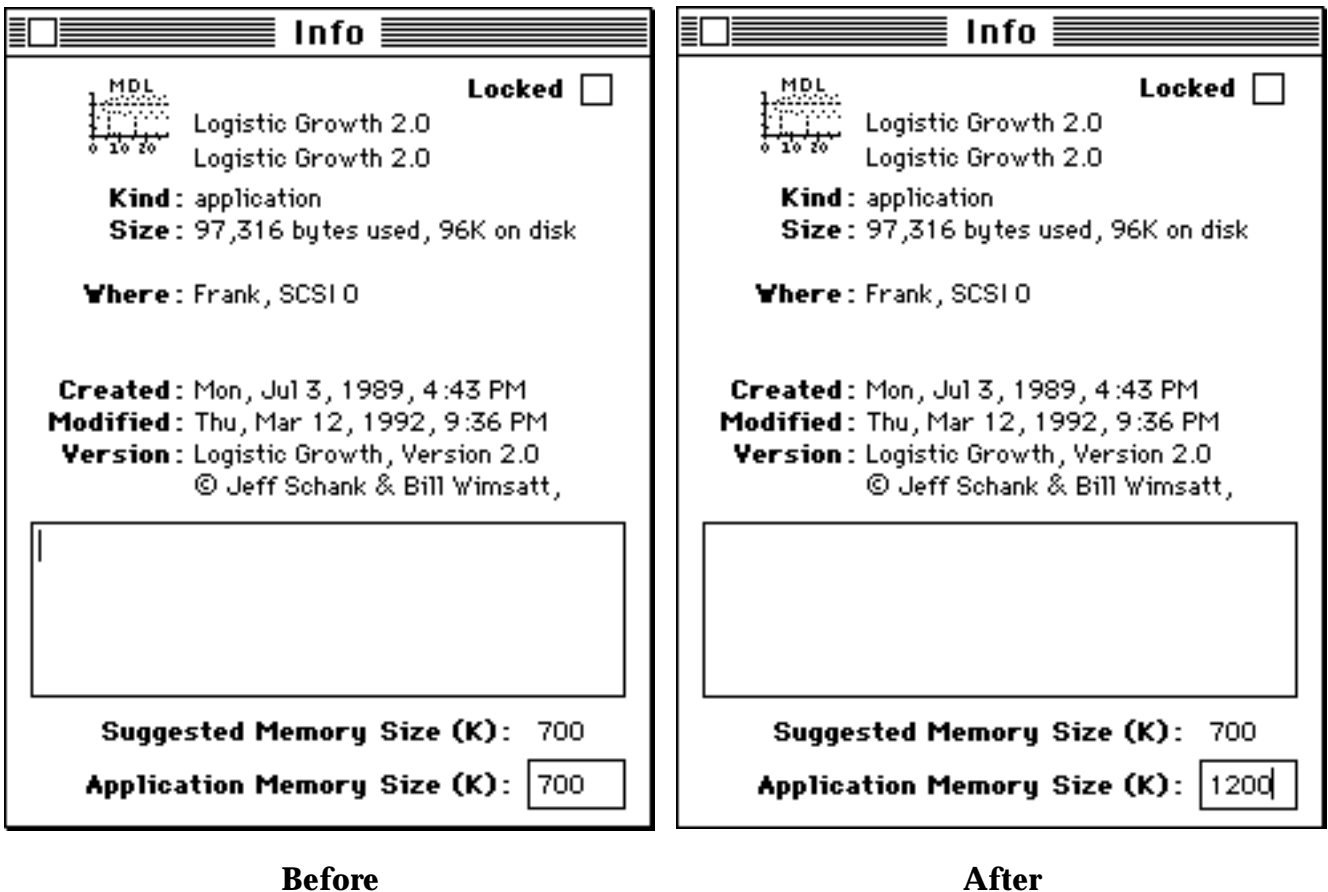 Info
MDL
Locked
Logistic Growth 2.0
0 10 20
Logistic Growth 2.0
Kind: application
Size: 97,316 bytes used, 96K on disk
Where: Frank, SCSI 0
Created: Mon, Jul 3, 1989, 4:43 PM
Modified: Thu, Mar 12, 1992, 9:36 PM
Version: Logistic Growth, Version 2.0
© Jeff Schank & Bill Wimsatt,
Suggested Memory Size (K): 700
Application Memory Size (K): 700
Before
Info
MDL
Locked
Logistic Growth 2.0
0 10 20
Logistic Growth 2.0
Kind: application
Size: 97,316 bytes used, 96K on disk
Where: Frank, SCSI 0
Created: Mon, Jul 3, 1989, 4:43 PM
Modified: Thu, Mar 12, 1992, 9:36 PM
Version: Logistic Growth, Version 2.0
© Jeff Schank & Bill Wimsatt,
Suggested Memory Size (K): 700
Application Memory Size (K): 1200
After